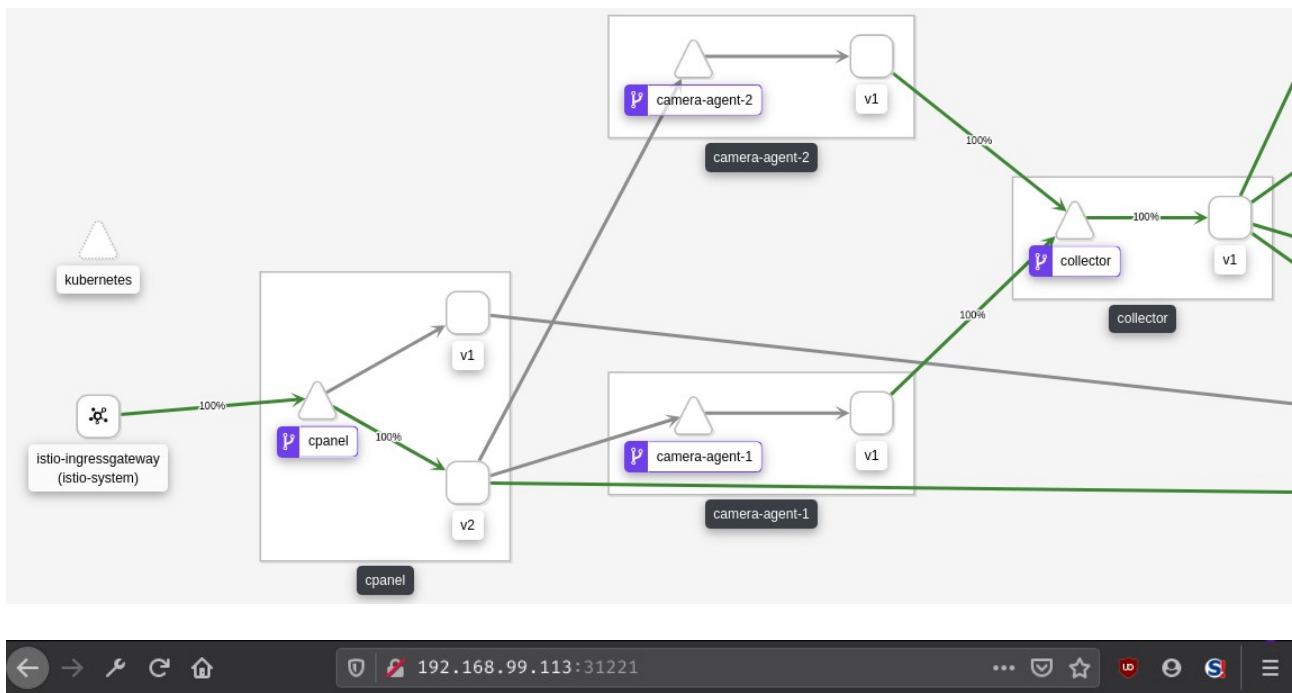 camera-agent-2
v1
camera-agent-2
100%
100%
collector
v1
collector
kubernetes
v1
100%
cpanel
100%
istio-ingressgateway
(istio-system)
v2
cpanel
100%
camera-agent-1
v1
camera-agent-1
192.168.99.113:31221